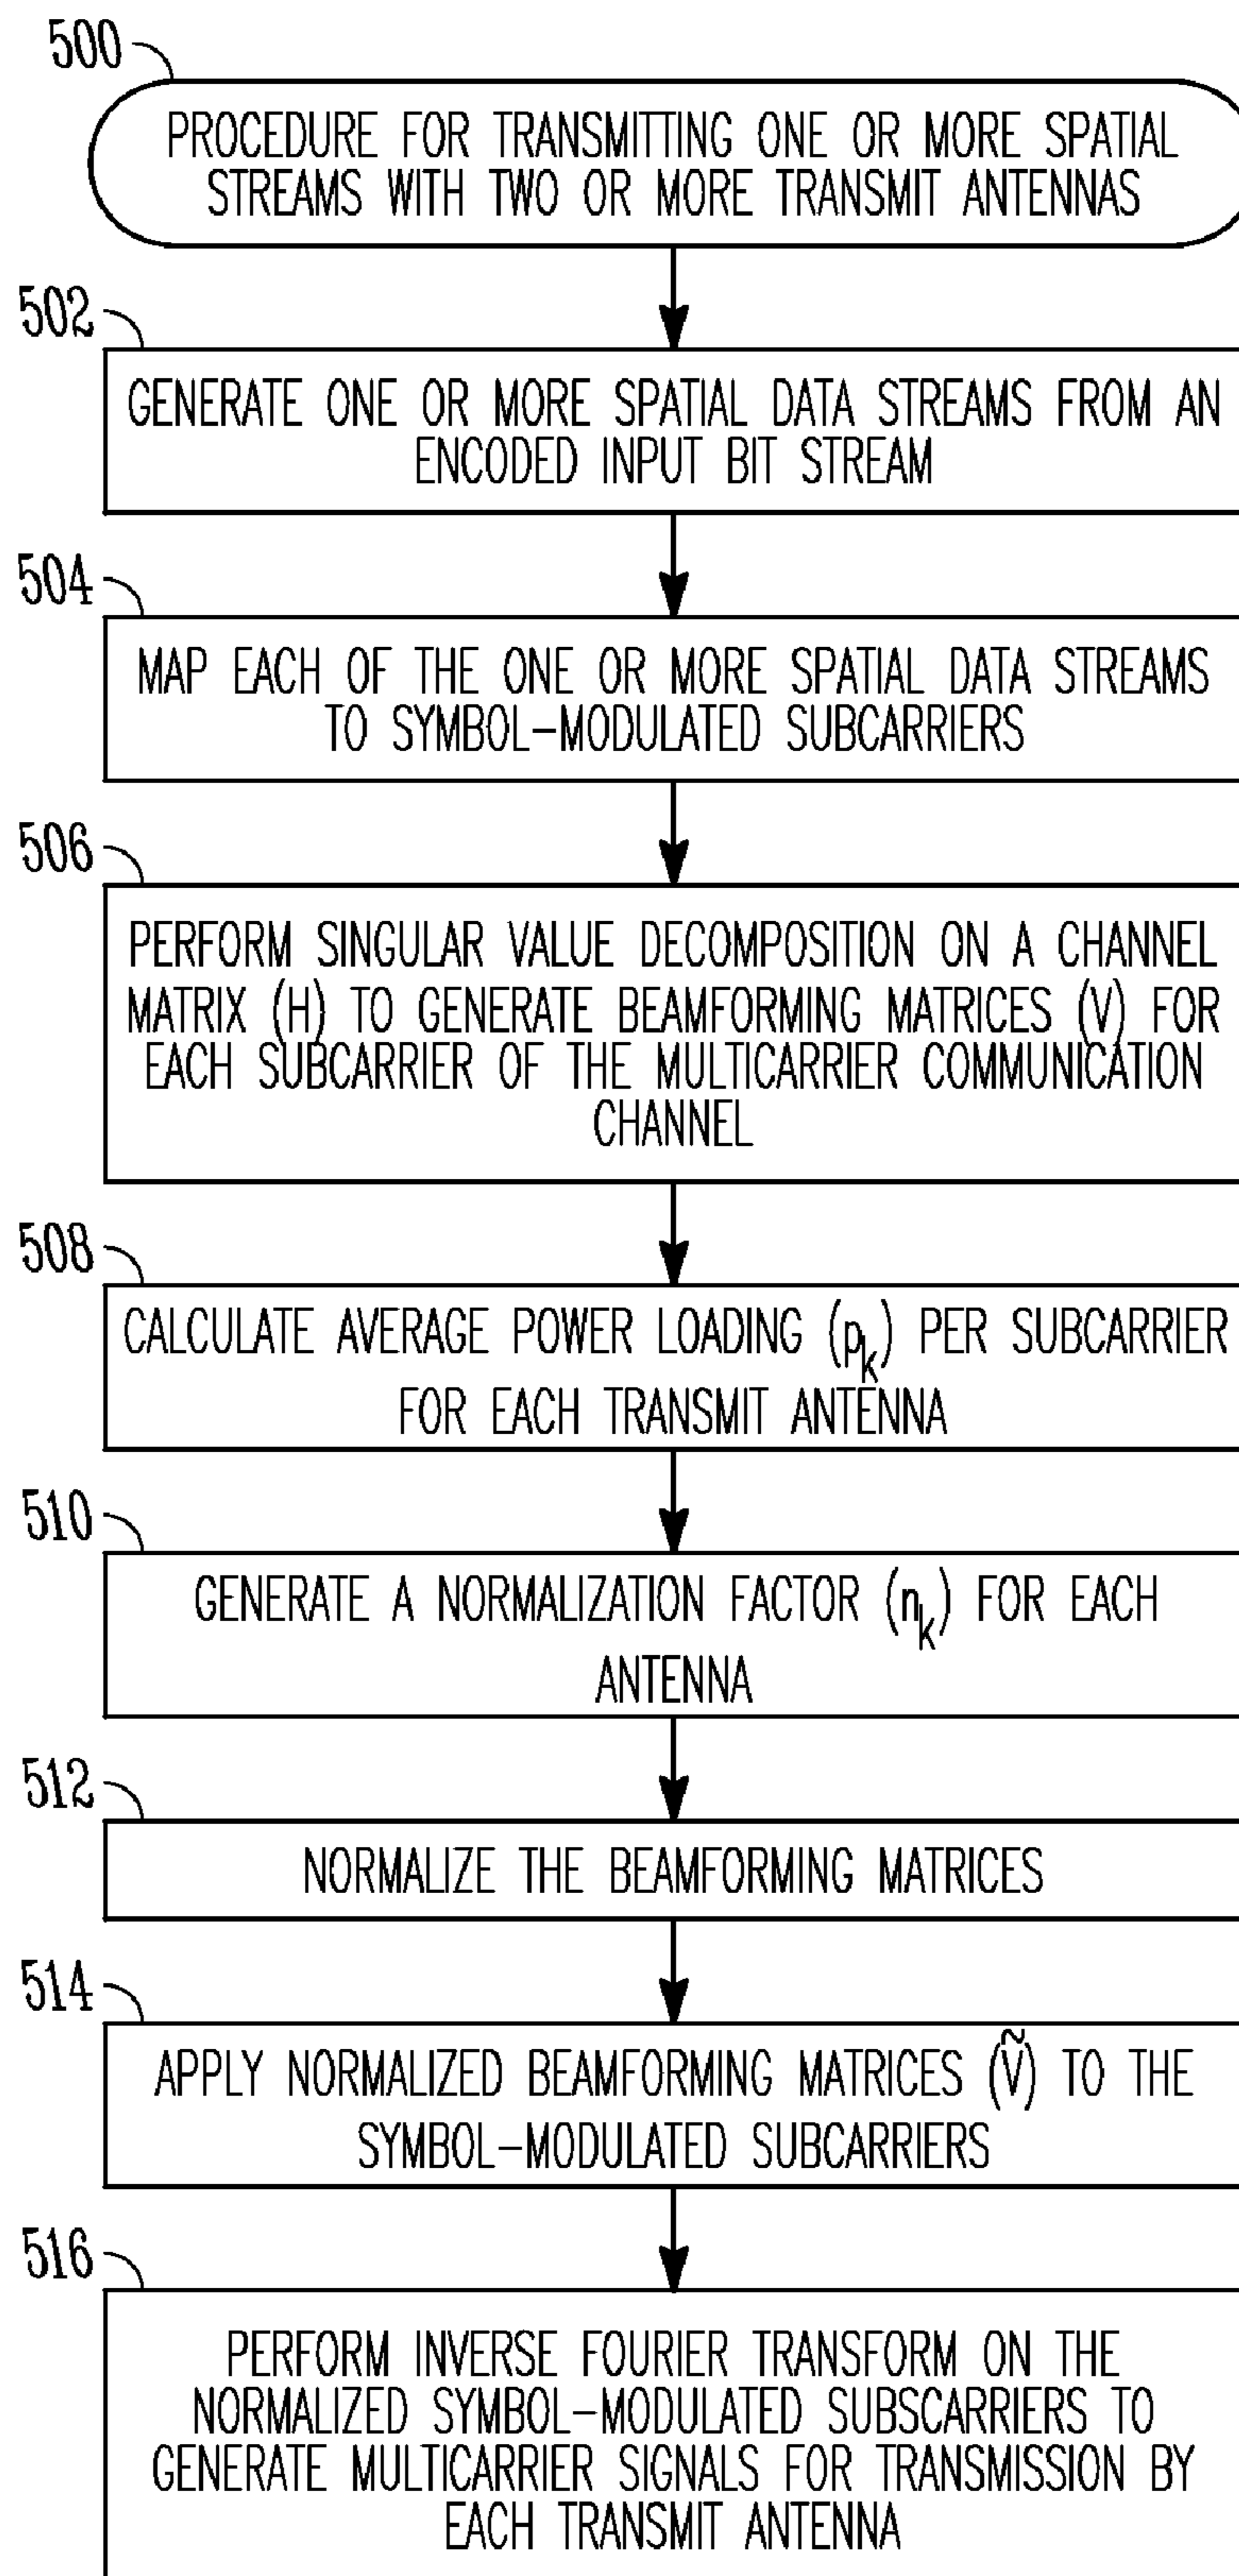 500
PROCEDURE FOR TRANSMITTING ONE OR MORE SPATIAL
STREAMS WITH TWO OR MORE TRANSMIT ANTENNAS
502
GENERATE ONE OR MORE SPATIAL DATA STREAMS FROM AN
ENCODED INPUT BIT STREAM
504
MAP EACH OF THE ONE OR MORE SPATIAL DATA STREAMS
TO SYMBOL-MODULATED SUBCARRIERS
506
PERFORM SINGULAR VALUE DECOMPOSITION ON A CHANNEL
MATRIX (H) TO GENERATE BEAMFORMING MATRICES (V) FOR
EACH SUBCARRIER OF THE MULTICARRIER COMMUNICATION
CHANNEL
508
CALCULATE AVERAGE POWER LOADING (pk) PER SUBCARRIER
FOR EACH TRANSMIT ANTENNA
510
GENERATE A NORMALIZATION FACTOR (nk) FOR EACH
ANTENNA
512
NORMALIZE THE BEAMFORMING MATRICES
514
APPLY NORMALIZED BEAMFORMING MATRICES (Ṽ) TO THE
SYMBOL-MODULATED SUBCARRIERS
516
PERFORM INVERSE FOURIER TRANSFORM ON THE
NORMALIZED SYMBOL-MODULATED SUBSCARRIERS TO
GENERATE MULTICARRIER SIGNALS FOR TRANSMISSION BY
EACH TRANSMIT ANTENNA